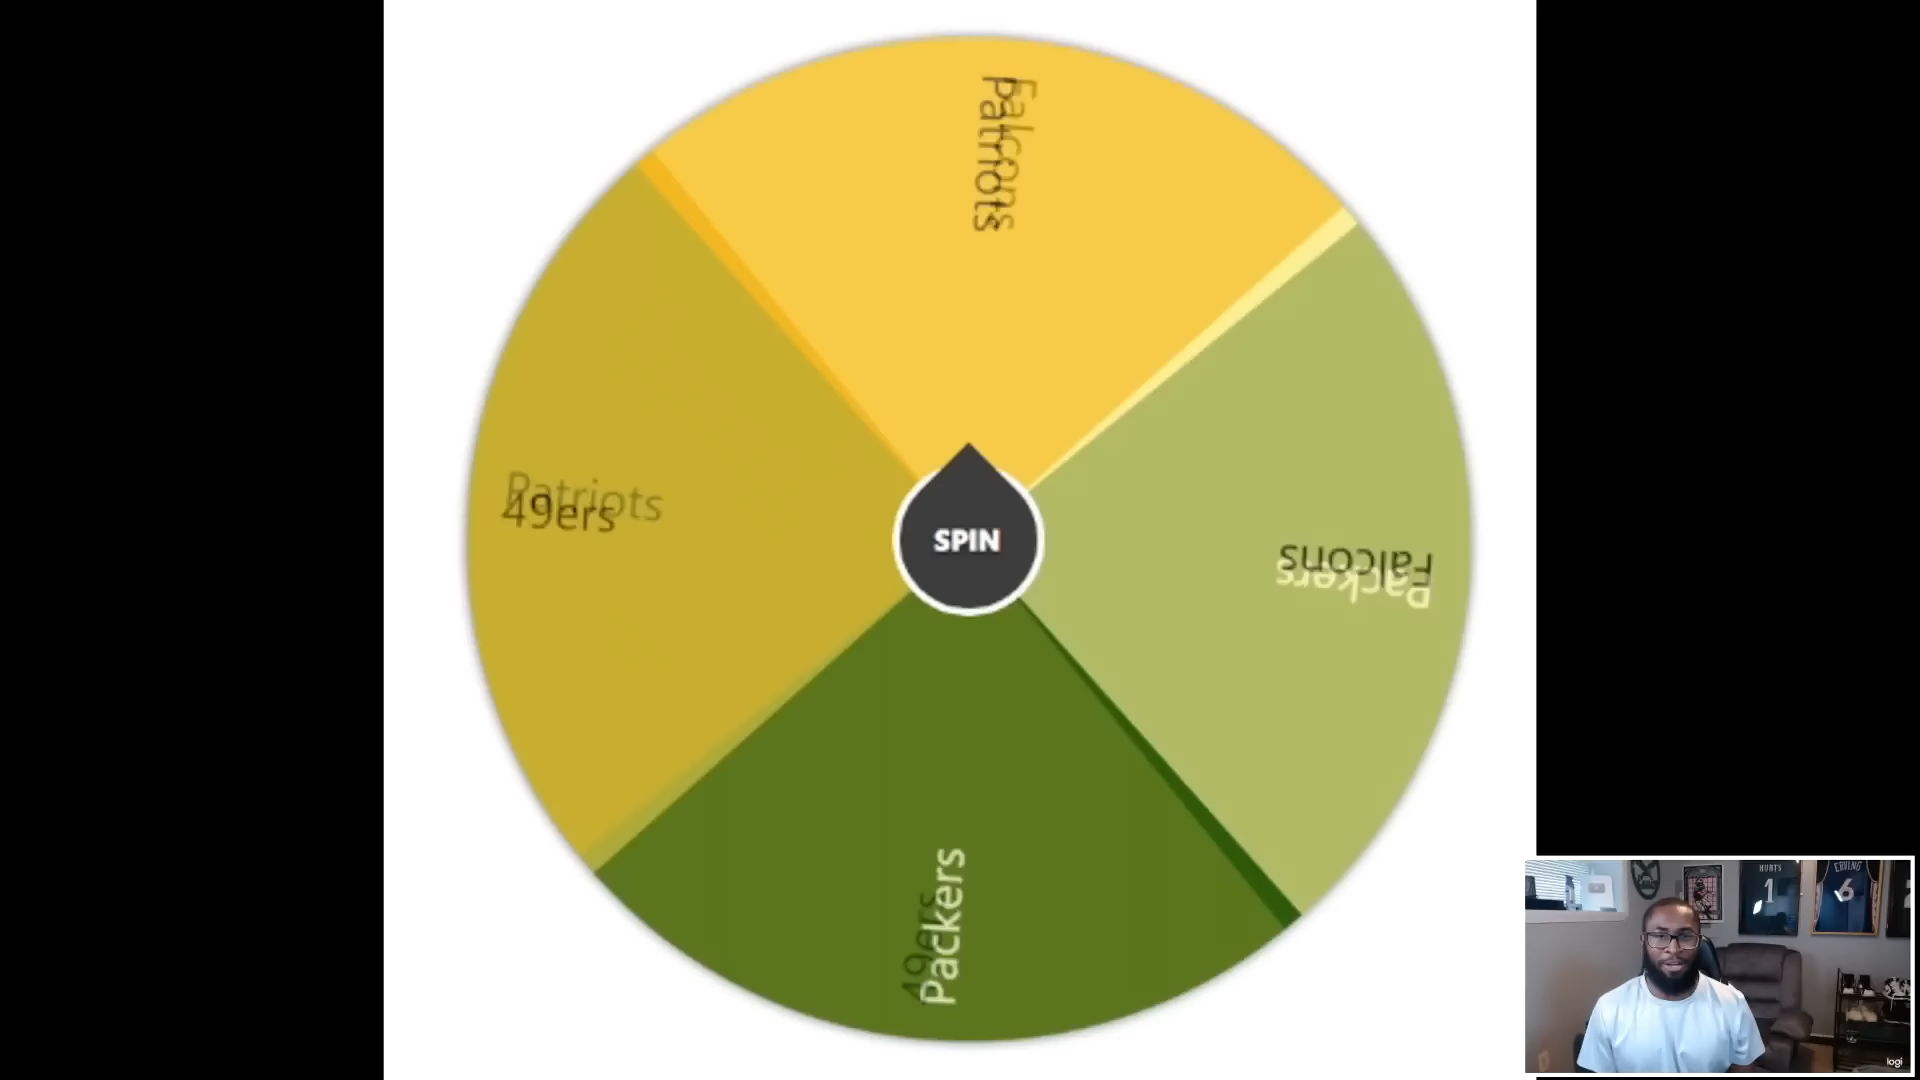 Falcons
Patriots
Patriots
49ers
SPIN
Falcons
Packers
49ers
Packers
HURTS
1
ERVING
6
logi